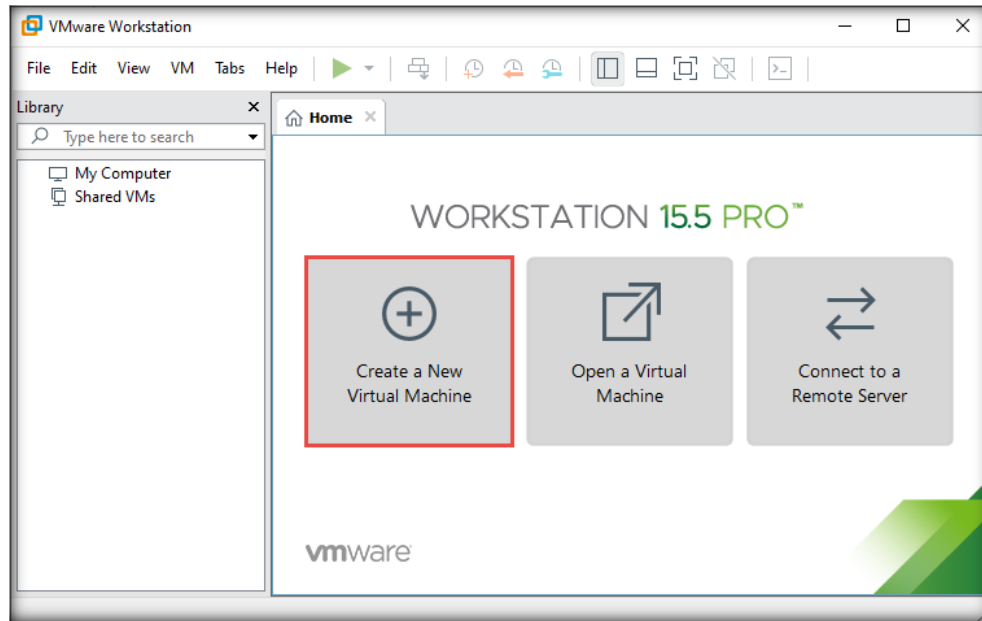 VMware Workstation
File Edit View VM Tabs Help
Library
Type here to search
My Computer
Shared VMs
Home
WORKSTATION 15.5 PRO™
Create a New
Virtual Machine
Open a Virtual
Machine
Connect to a
Remote Server
vmware